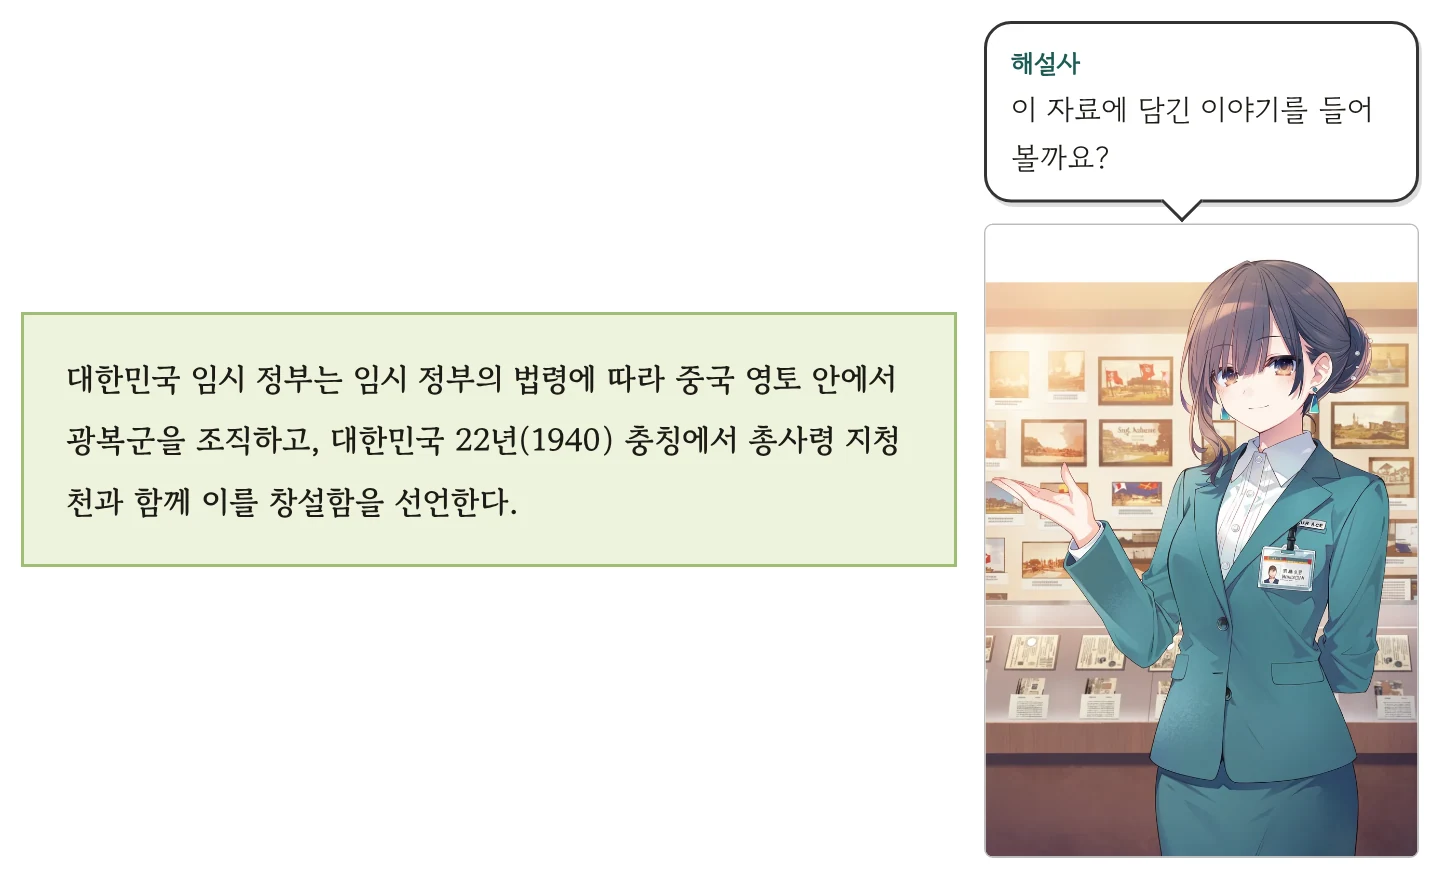 해설사
이 자료에 담긴 이야기를 들어
볼까요?
대한민국 임시 정부는 임시 정부의 법령에 따라 중국 영토 안에서
광복군을 조직하고, 대한민국 22년(1940) 충칭에서 총사령 지청
천과 함께 이를 창설함을 선언한다.